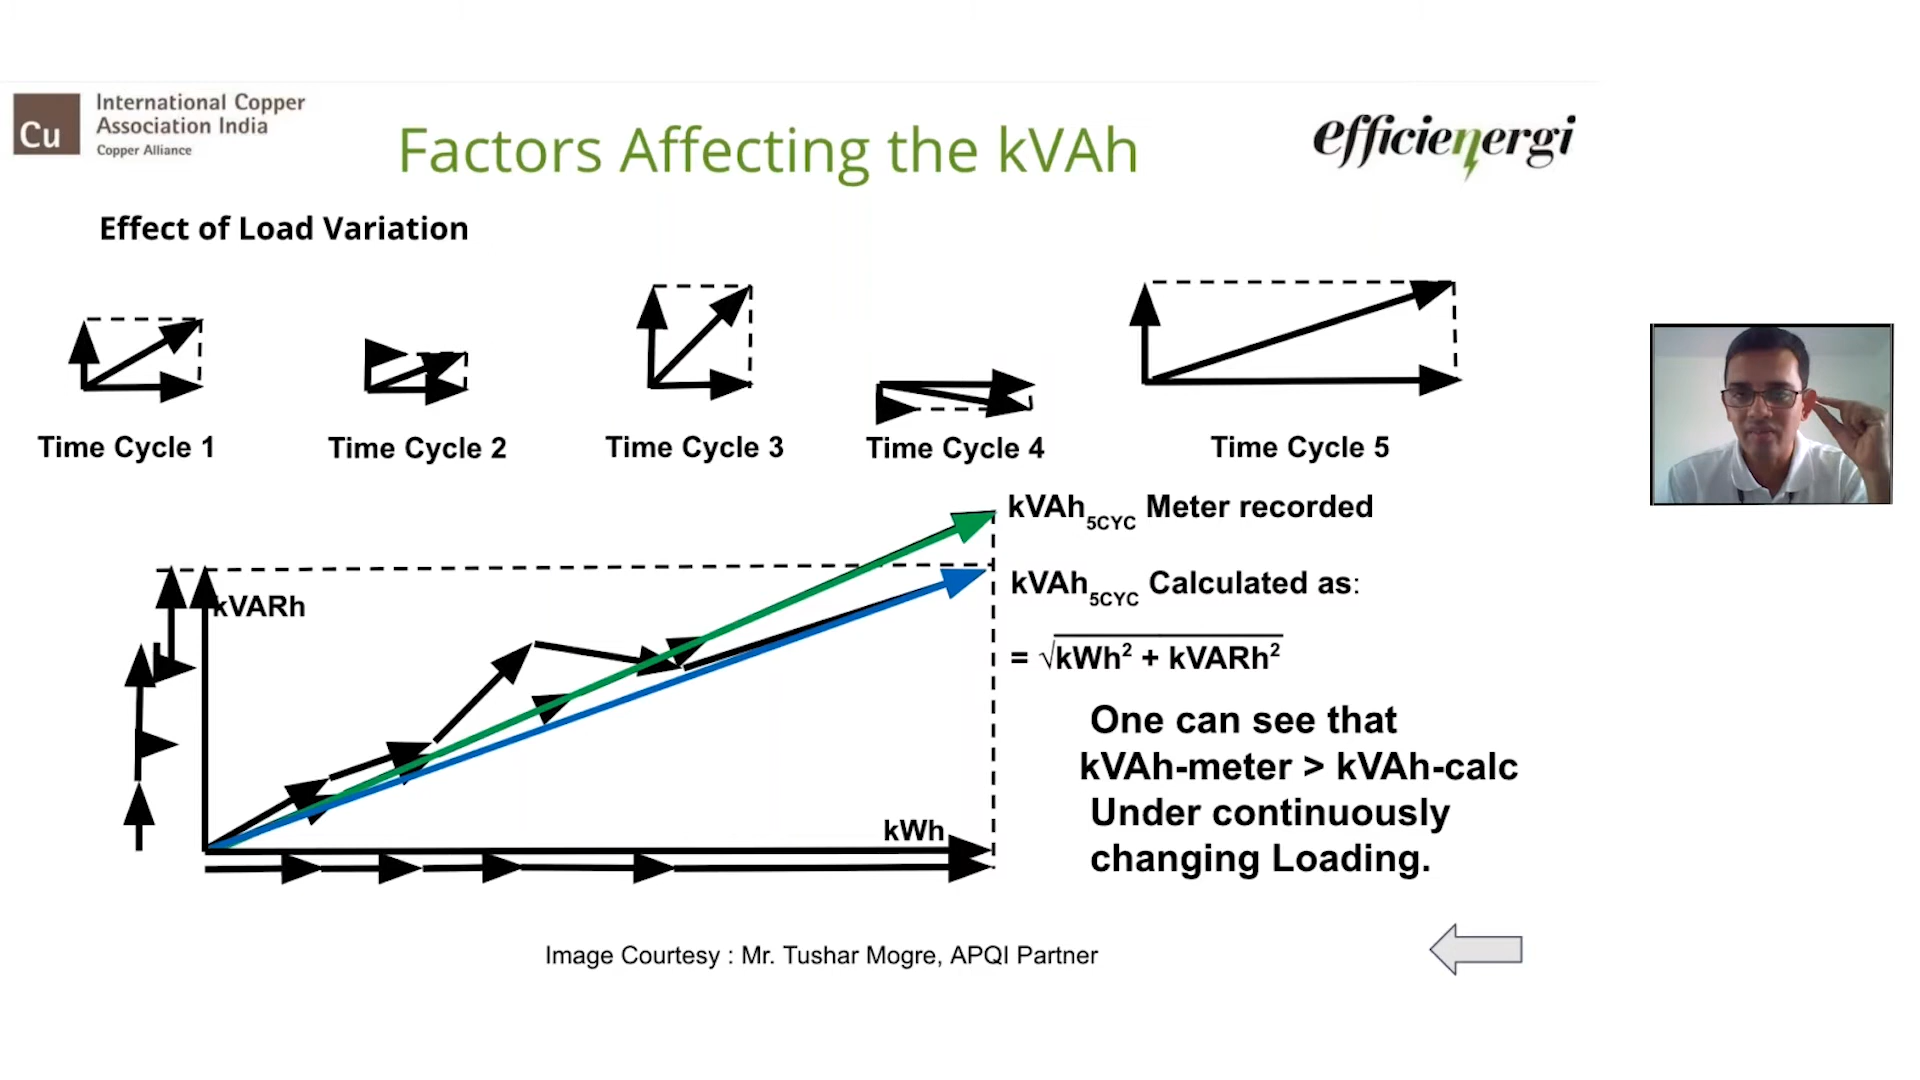 Cu
International Copper
Association India
Copper Alliance
Factors Affecting the kVAh
efficienergi
Effect of Load Variation
Time Cycle 1
Time Cycle 2
Time Cycle 3
Time Cycle 4
Time Cycle 5
kVAh5CYC Meter recorded
kVAh5CYC Calculated as:
= √kWh² + kVARh²
kVARh
kWh
One can see that
kVAh-meter > kVAh-calc
Under continuously
changing Loading.
Image Courtesy : Mr. Tushar Mogre, APQI Partner